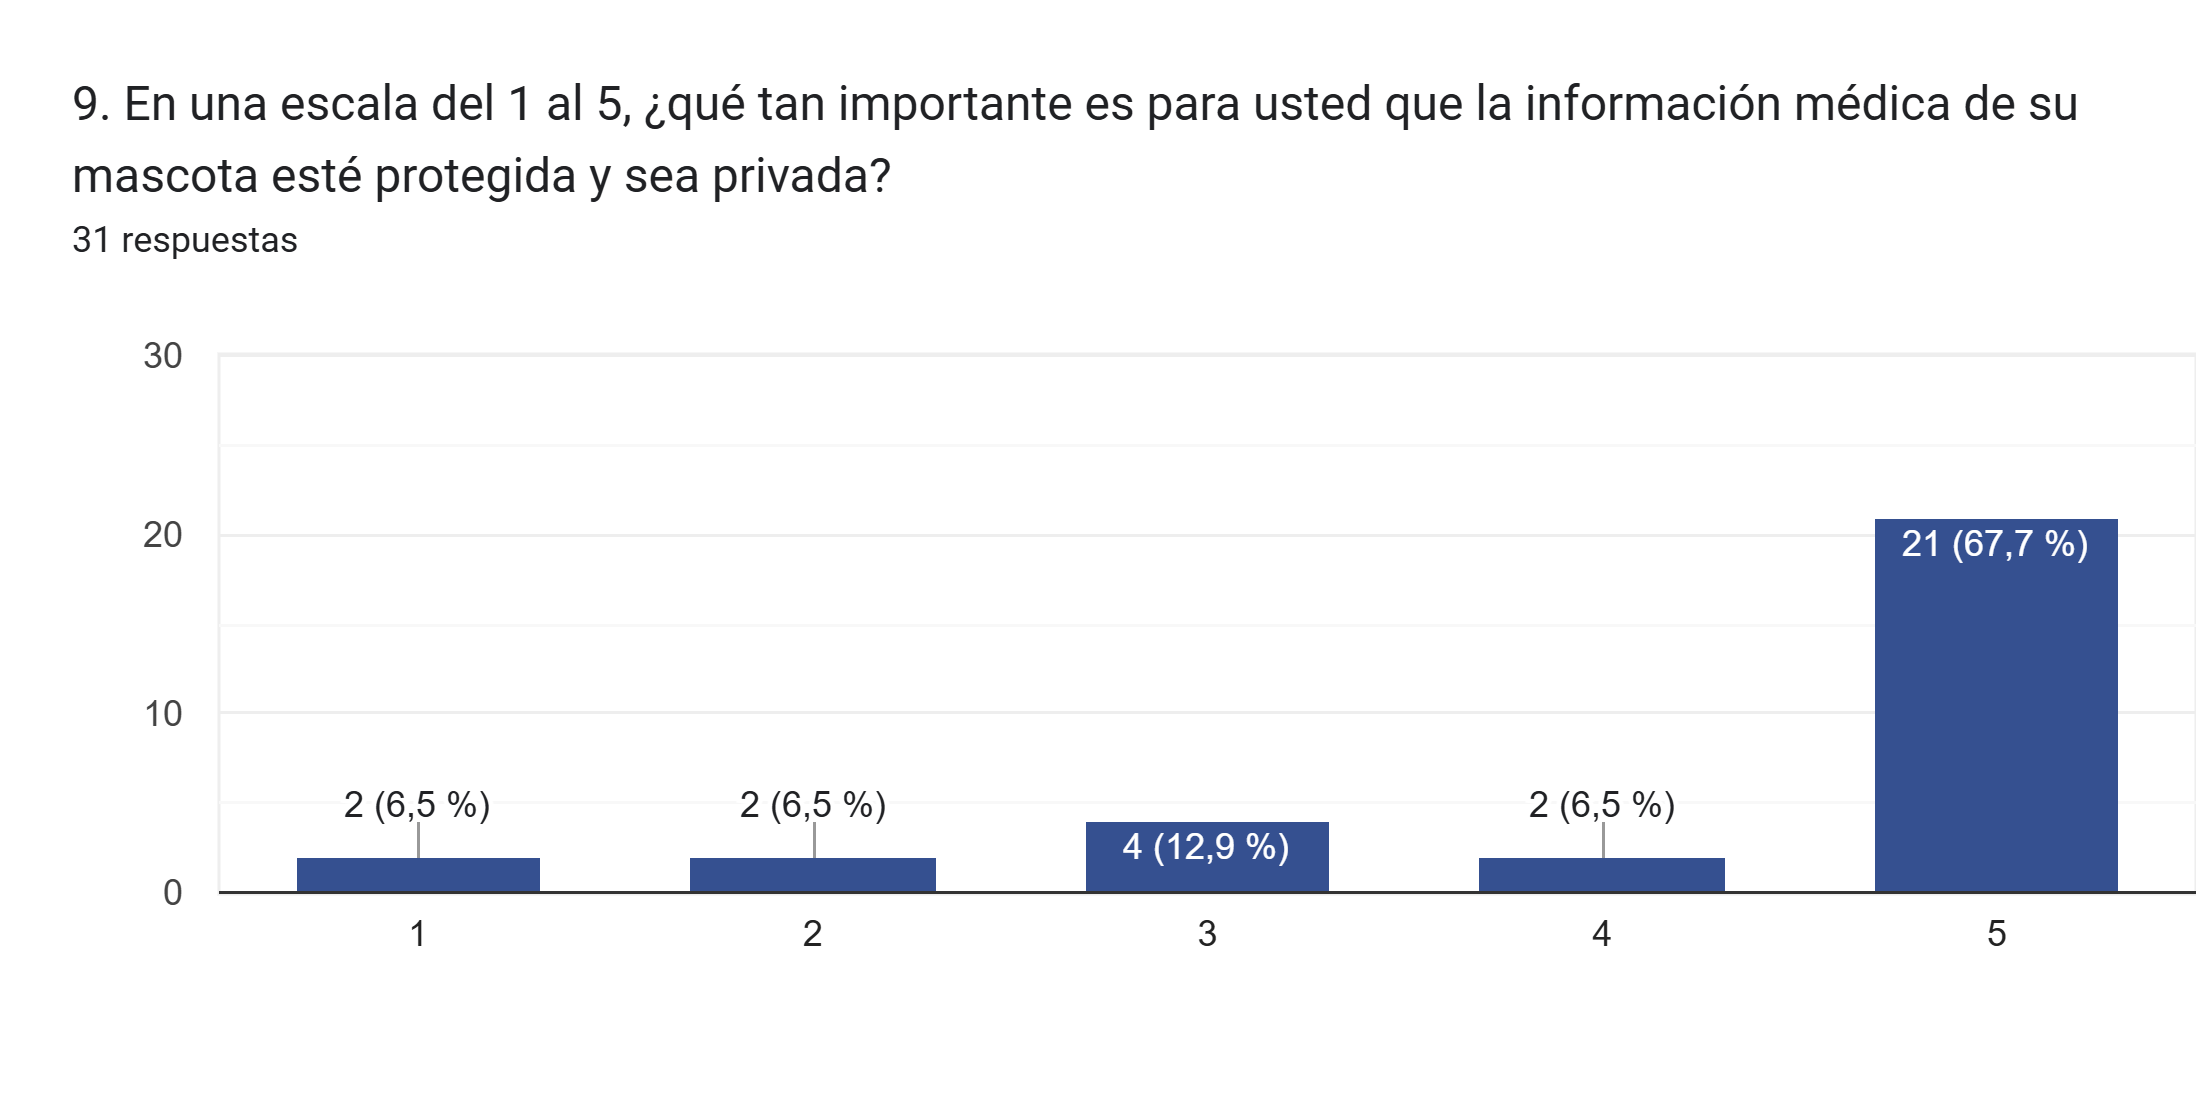 9. En una escala del 1 al 5, ¿qué tan importante es para usted que la información médica de su
mascota esté protegida y sea privada?
31 respuestas
30
20
10
0
2 (6,5 %)
2 (6,5 %)
4 (12,9 %)
2 (6,5 %)
21 (67,7 %)
1
2
3
4
5